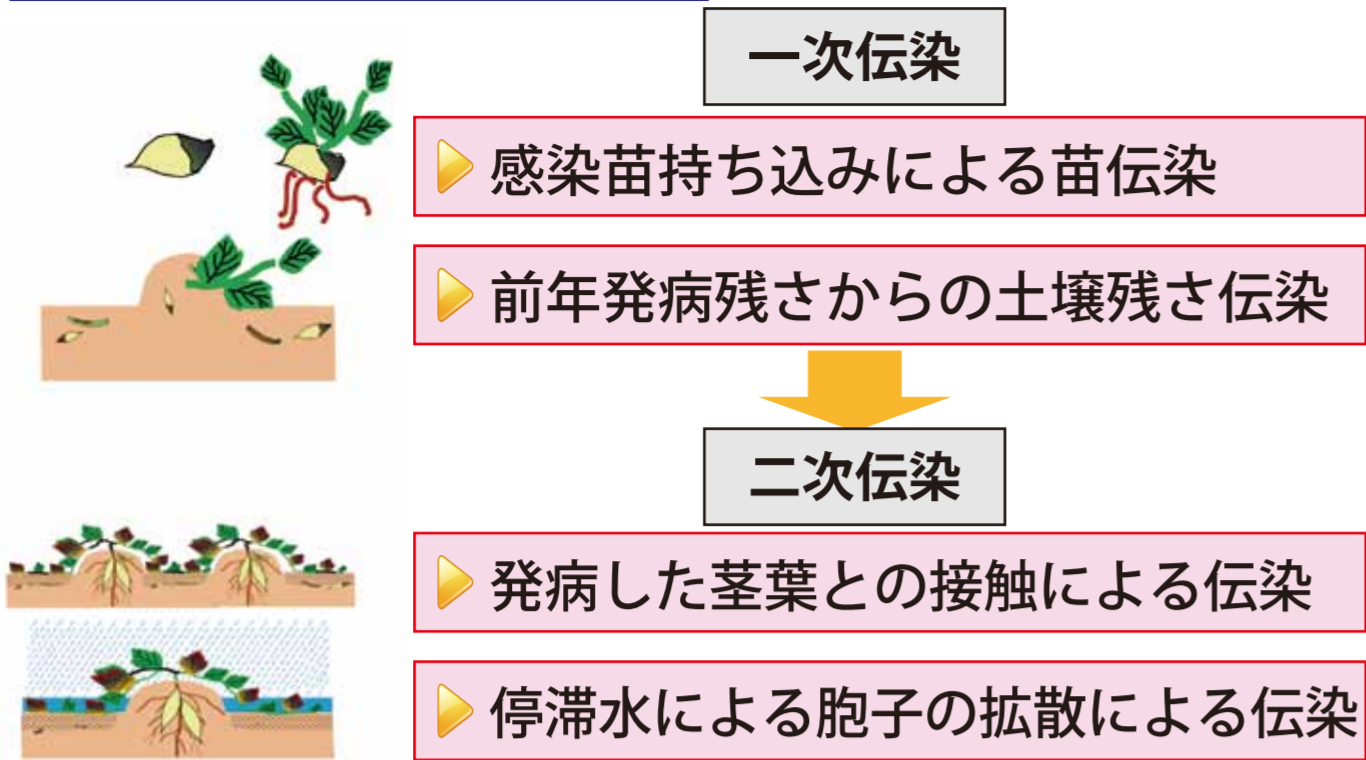 一次伝染
感染苗持ち込みによる苗伝染
前年発病残さからの土壌残さ伝染
二次伝染
発病した茎葉との接触による伝染
停滞水による胞子の拡散による伝染